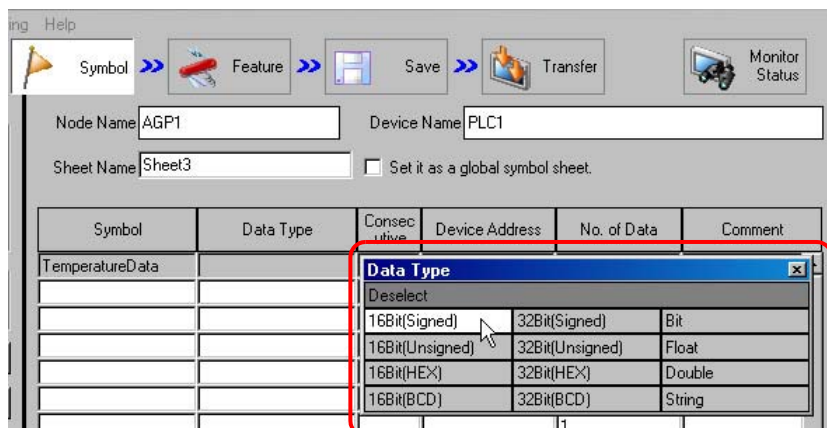 ing Help
Symbol Feature Save Transfer Monitor Status
Node Name AGP1 Device Name PLC1
Sheet Name Sheet3 Set it as a global symbol sheet.
Symbol Data Type Consec utive Device Address No. of Data Comment
TemperatureData
Data Type
Deselect
16Bit(Signed) 32Bit(Signed) Bit
16Bit(Unsigned) 32Bit(Unsigned) Float
16Bit(HEX) 32Bit(HEX) Double
16Bit(BCD) 32Bit(BCD) String
1